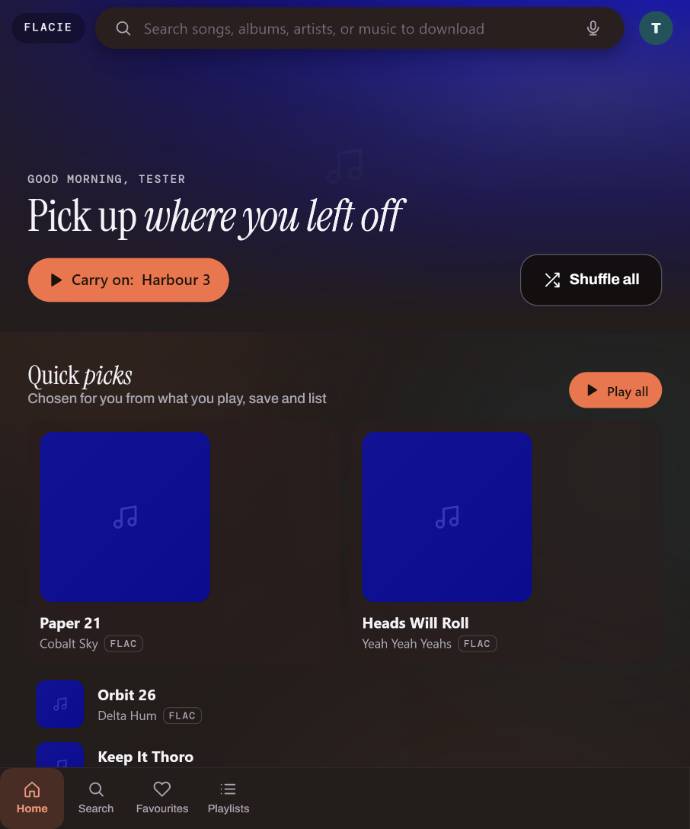 FLACIE
Search songs, albums, artists, or music to download
T
GOOD MORNING, TESTER
Pick up where you left off
Carry on: Harbour 3
Shuffle all
Quick picks
Chosen for you from what you play, save and list
Play all
Paper 21
Cobalt Sky FLAC
Heads Will Roll
Yeah Yeah Yeahs FLAC
Orbit 26
Delta Hum FLAC
Keep It Thoro
Home
Search
Favourites
Playlists